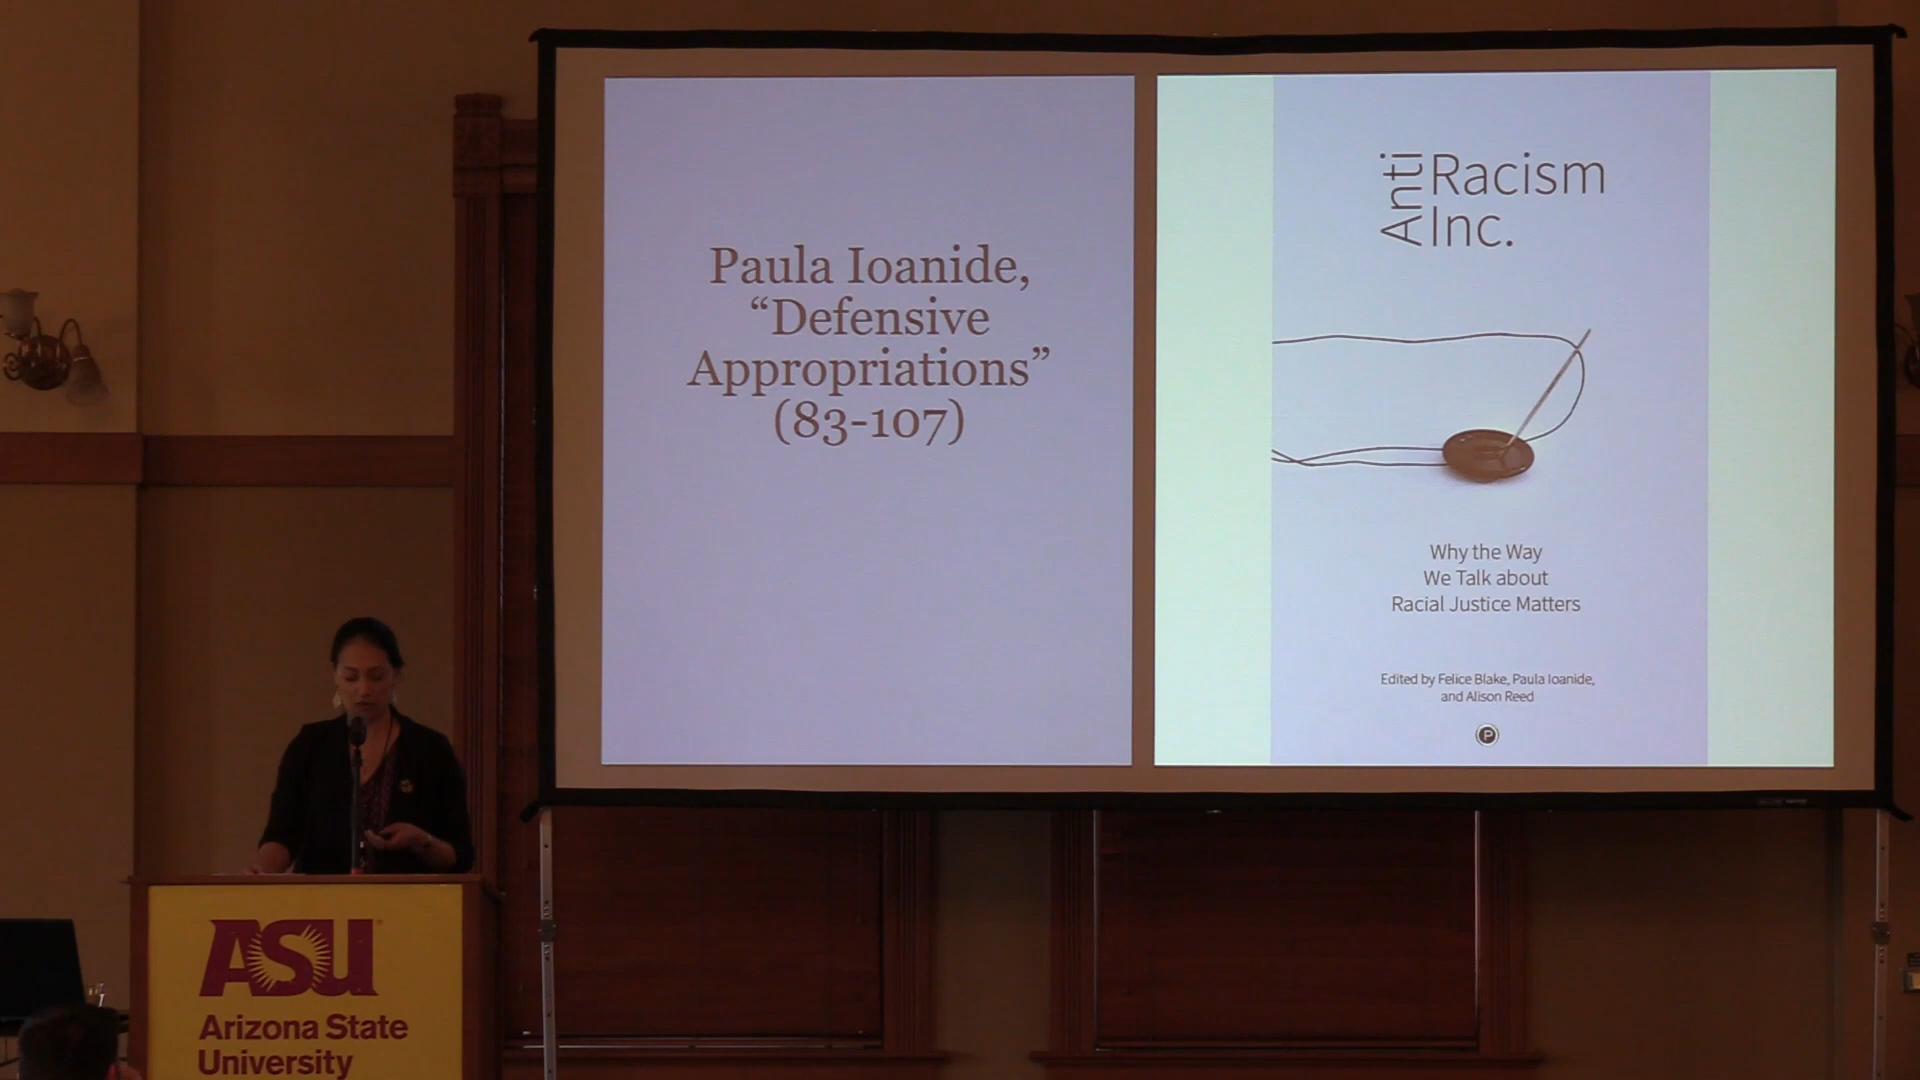 Paula Ioanide,
“Defensive
Appropriations”
(83-107)
Anti
Racism
Inc.
Why the Way
We Talk about
Racial Justice Matters
Edited by Felice Blake, Paula Ioanide,
and Alison Reed
P
ASU
Arizona State
University